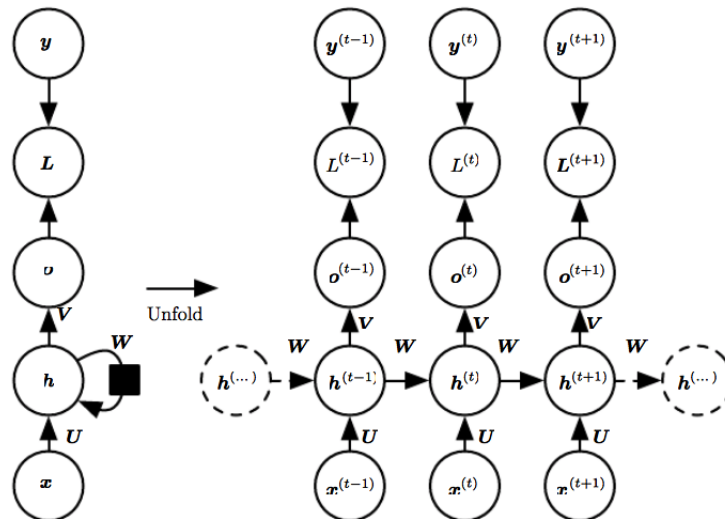 y y^(t−1) y^(t) y^(t+1)
L L^(t−1) L^(t) L^(t+1)
o o^(t−1) o^(t) o^(t+1)
Unfold
V V V V
W W W W W
h h^(...) h^(t−1) h^(t) h^(t+1) h^(...)
U U U U
x x^(t−1) x^(t) x^(t+1)